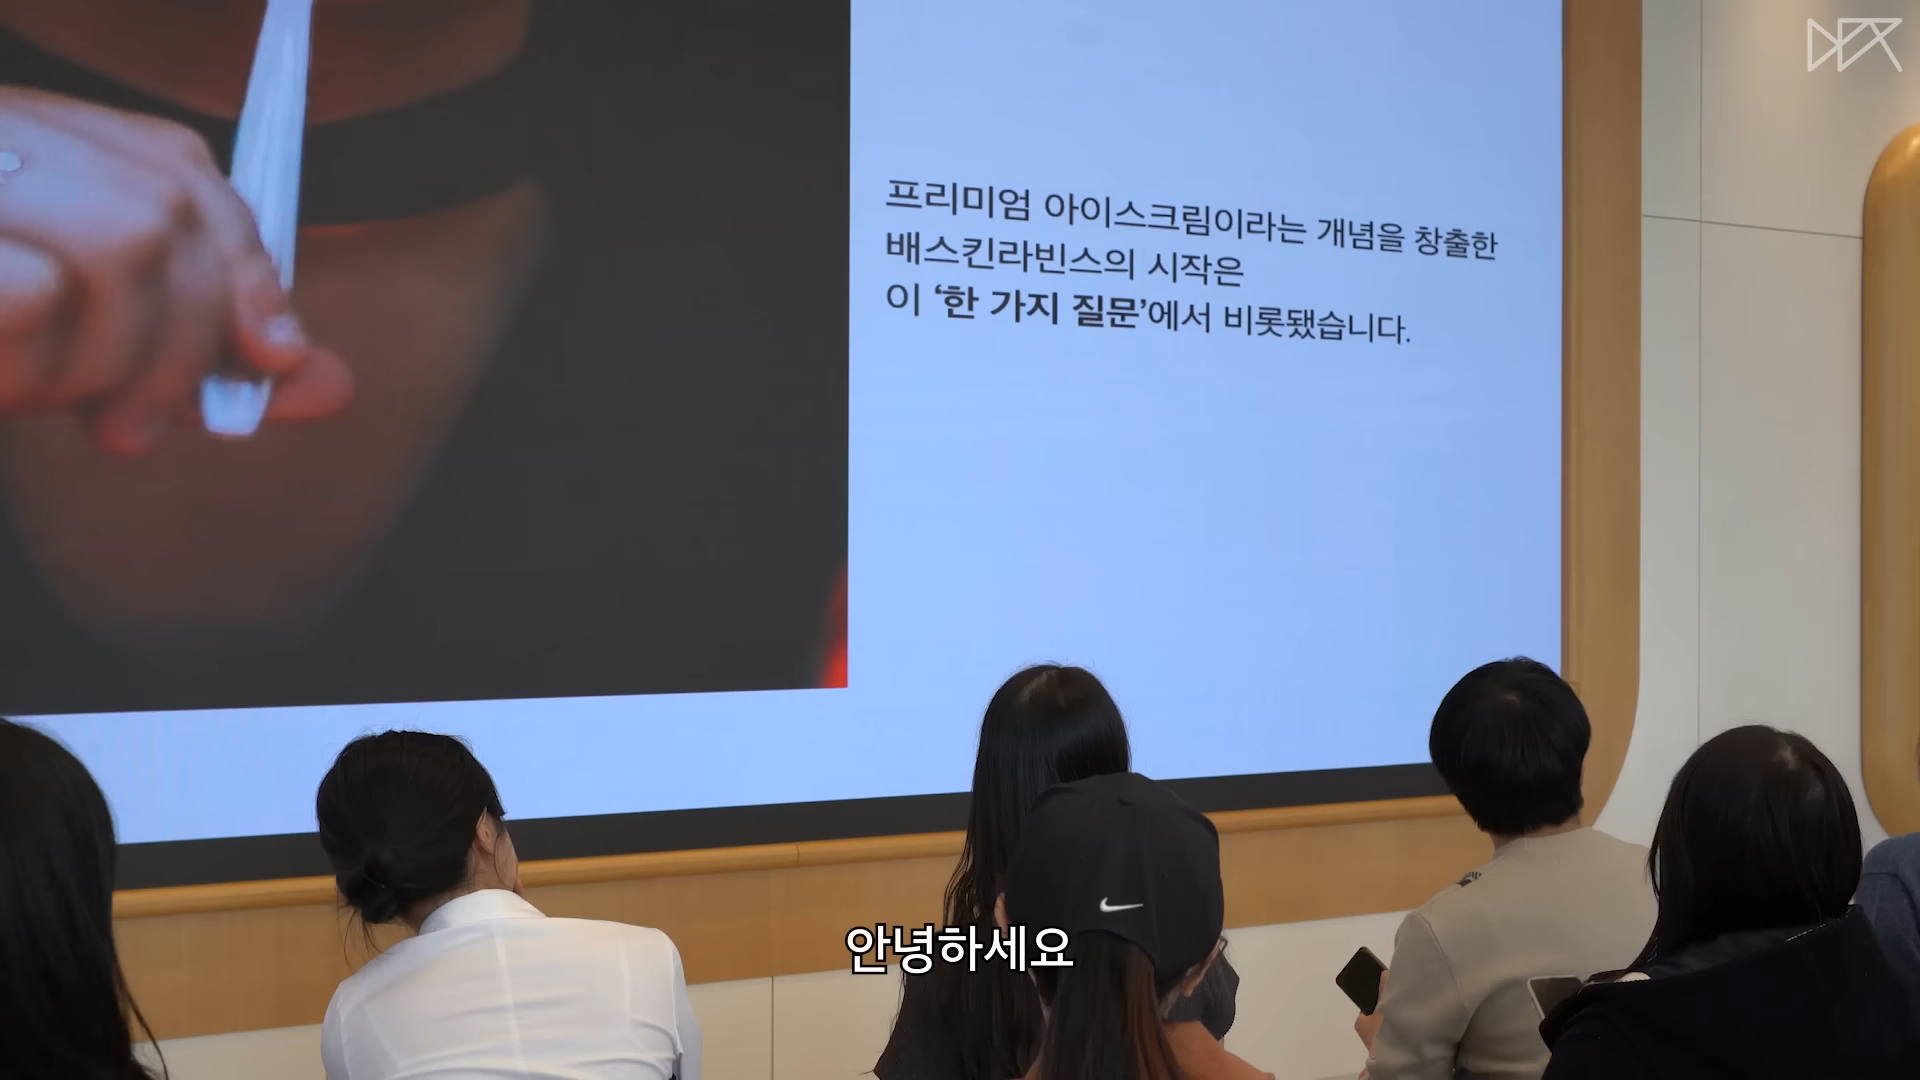 프리미엄 아이스크림이라는 개념을 창출한
배스킨라빈스의 시작은
이 ‘한 가지 질문’에서 비롯됐습니다.
안녕하세요